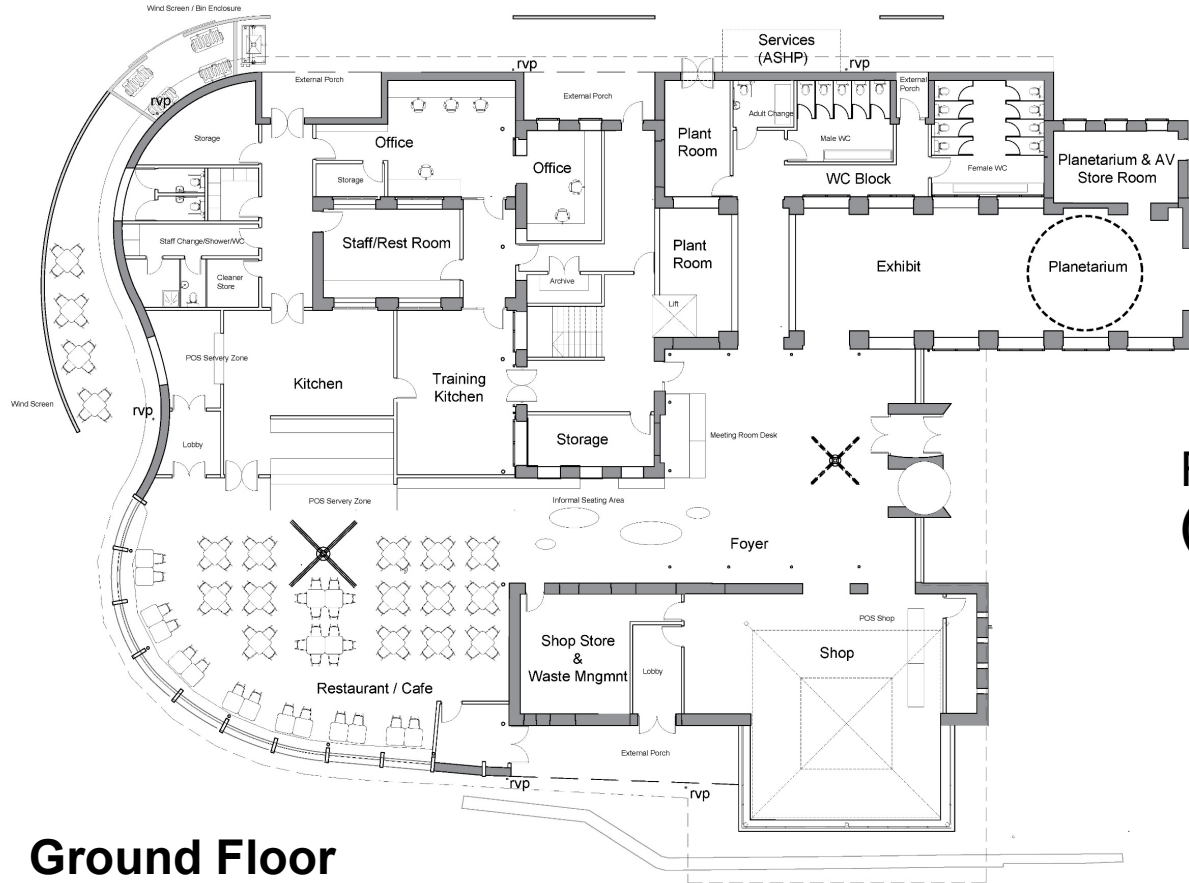 Wind Screen / Bin Enclosure
Services
(ASHP)
rvp
rvp
External Porch
External Porch
External
Porch
rvp
Storage
Office
Adult Change
Plant
Room
Male WC
Planetarium & AV
Store Room
Office
Storage
WC Block
Female WC
Staff Change/Shower/WC
Staff/Rest Room
Plant
Room
Exhibit
Planetarium
Cleaner
Store
Archive
Lift
POS Servery Zone
Kitchen
Training
Kitchen
Wind Screen
rvp
Lobby
Storage
Meeting Room Desk
POS Servery Zone
Informal Seating Area
Foyer
Shop Store
&
Waste Mngmnt
POS Shop
Shop
Lobby
Restaurant / Cafe
External Porch
rvp
rvp
Ground Floor